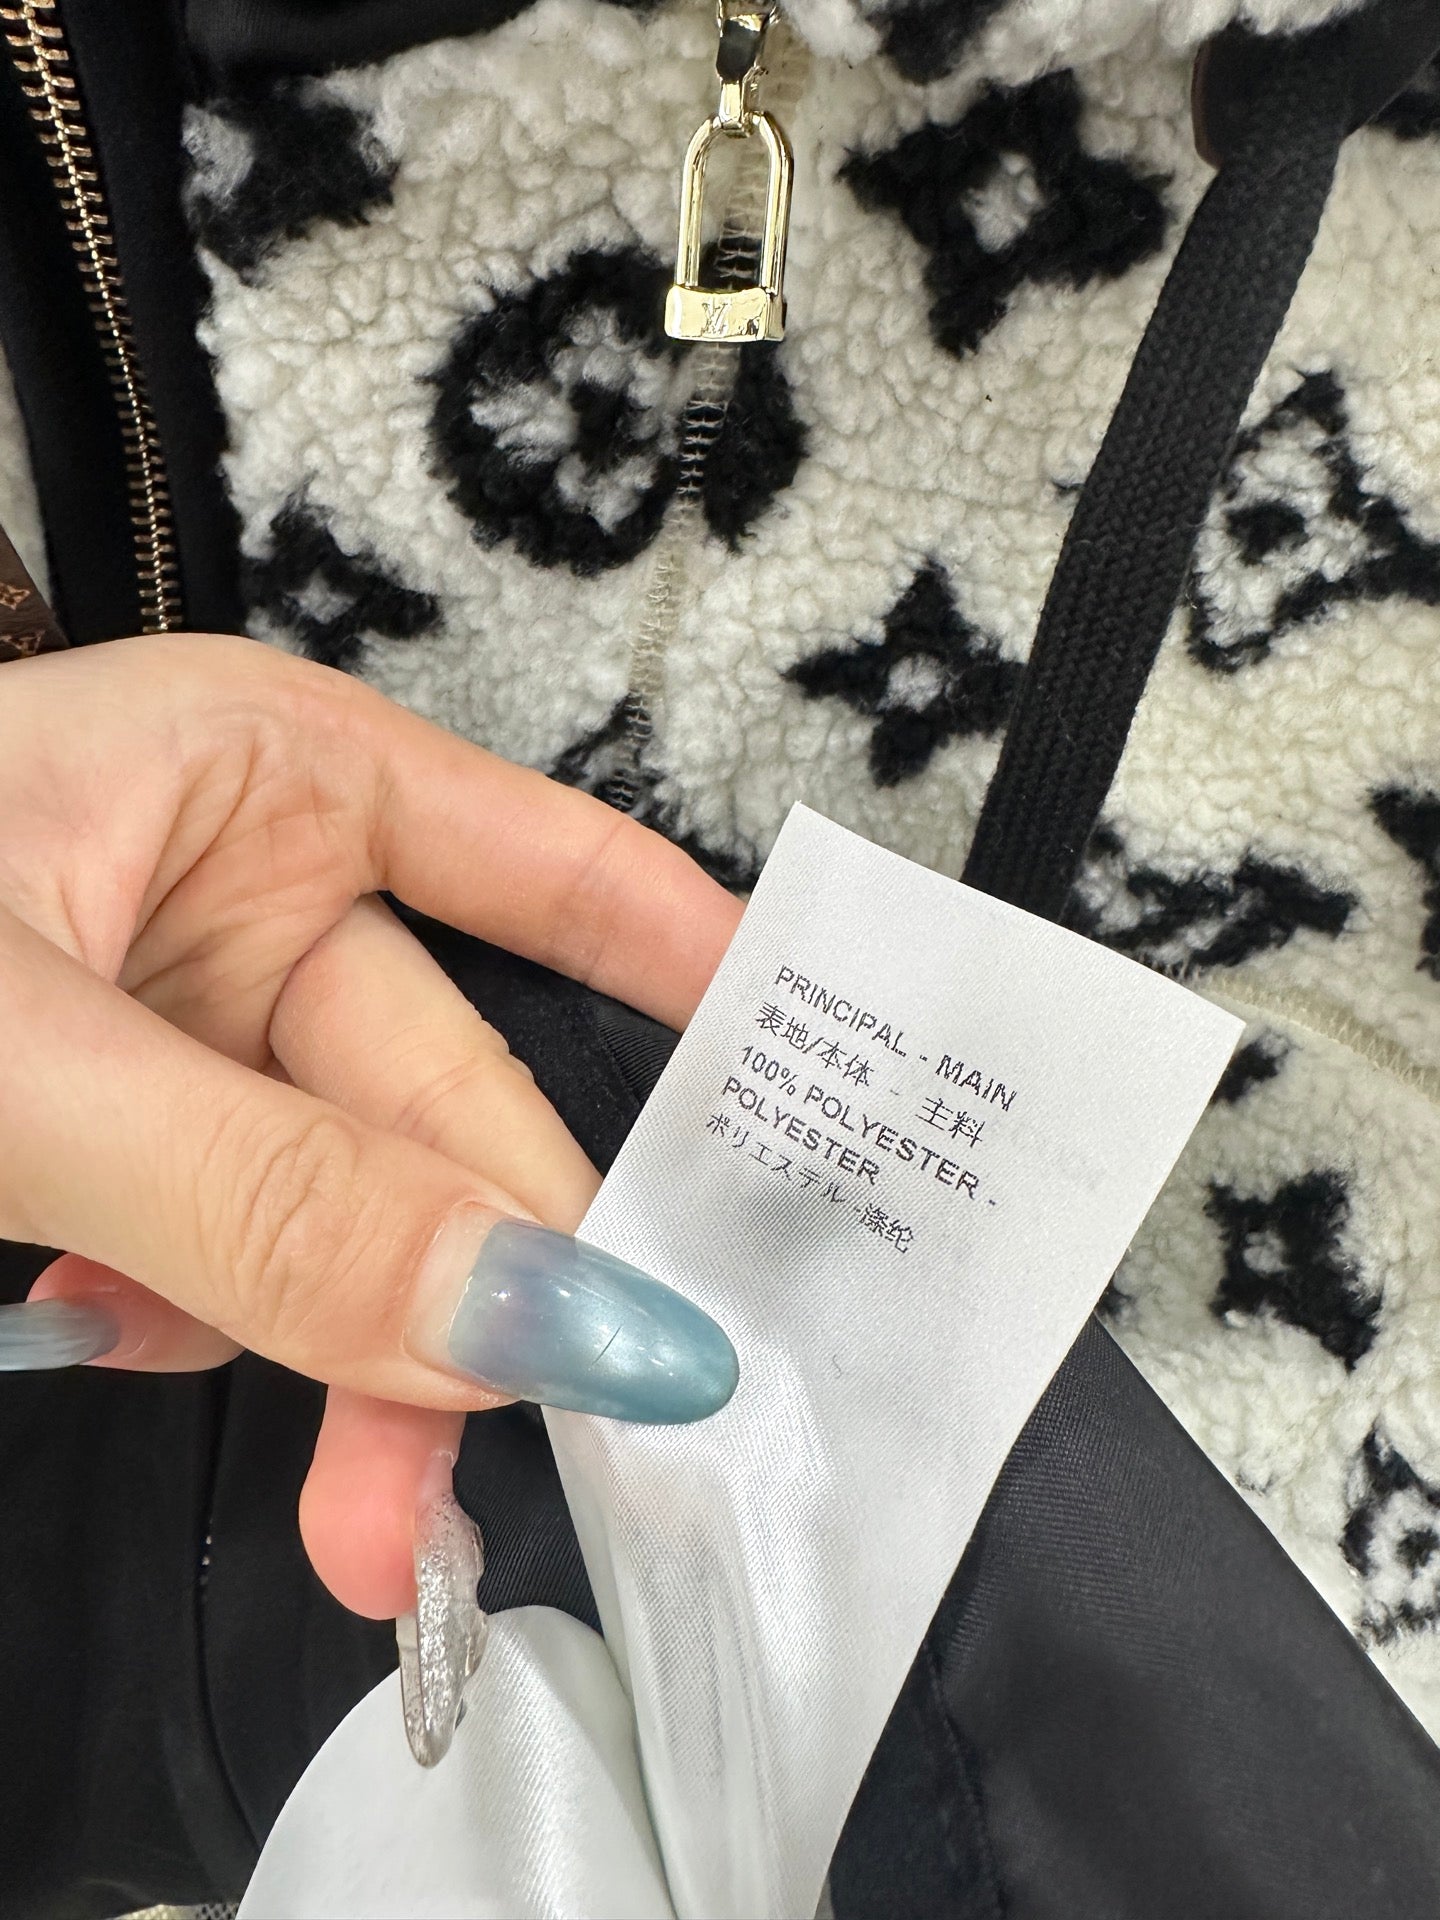 LV
PRINCIPAL - MAIN
表地/本体 - 主料
100% POLYESTER -
POLYESTER
ポリエステル -涤纶